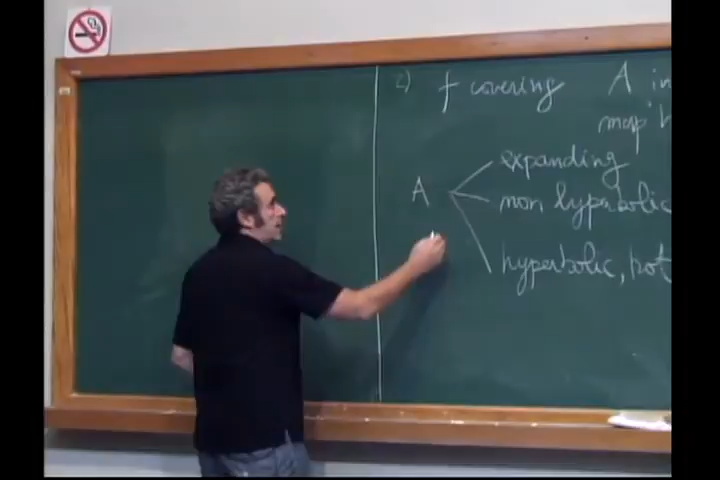 2) f covering A in
map
A expanding
non hyperbolic
hyperbolic, not